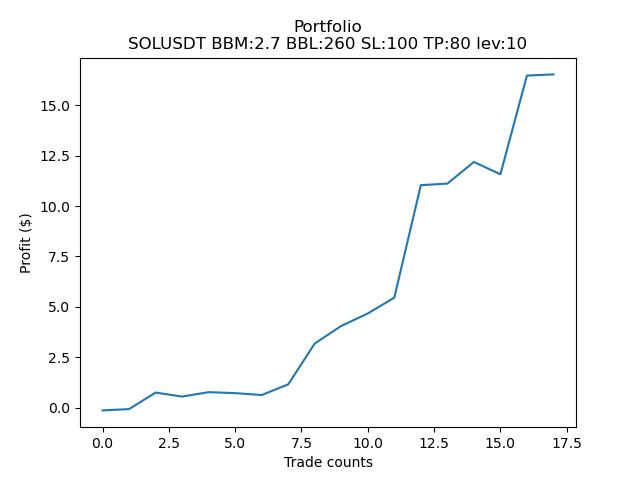 Portfolio
SOLUSDT BBM:2.7 BBL:260 SL:100 TP:80 lev:10
15.0
12.5
10.0
7.5
5.0
2.5
0.0
Profit ($)
0.0 2.5 5.0 7.5 10.0 12.5 15.0 17.5
Trade counts